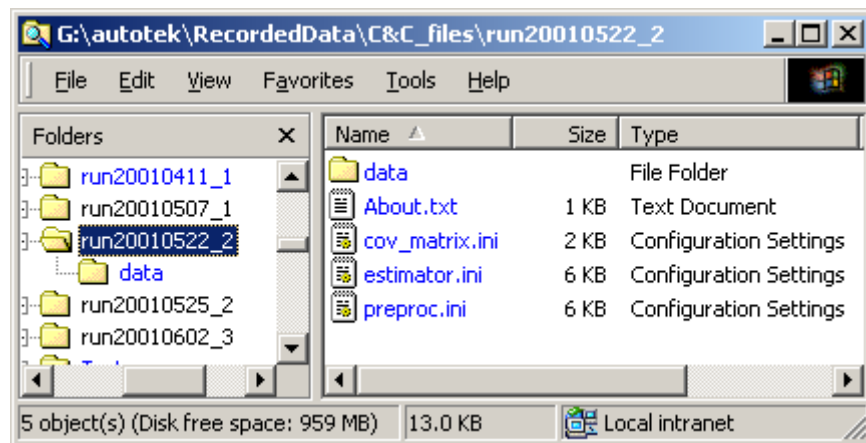 G:\autotek\RecordedData\C&C_files\run20010522_2
File Edit View Favorites Tools Help
Folders
run20010411_1
run20010507_1
run20010522_2
data
run20010525_2
run20010602_3
Name Size Type
data File Folder
About.txt 1 KB Text Document
cov_matrix.ini 2 KB Configuration Settings
estimator.ini 6 KB Configuration Settings
preproc.ini 6 KB Configuration Settings
5 object(s) (Disk free space: 959 MB) 13.0 KB Local intranet